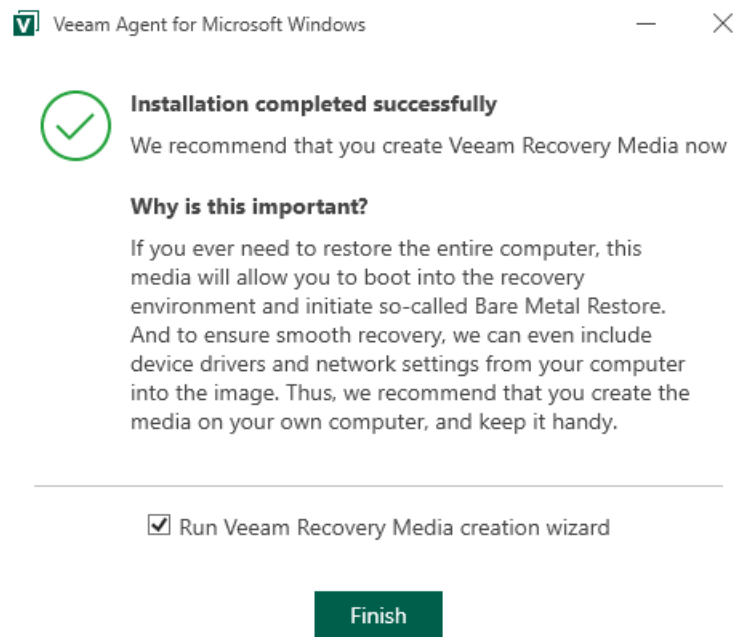 Veeam Agent for Microsoft Windows
Installation completed successfully
We recommend that you create Veeam Recovery Media now
Why is this important?
If you ever need to restore the entire computer, this
media will allow you to boot into the recovery
environment and initiate so-called Bare Metal Restore.
And to ensure smooth recovery, we can even include
device drivers and network settings from your computer
into the image. Thus, we recommend that you create the
media on your own computer, and keep it handy.
Run Veeam Recovery Media creation wizard
Finish